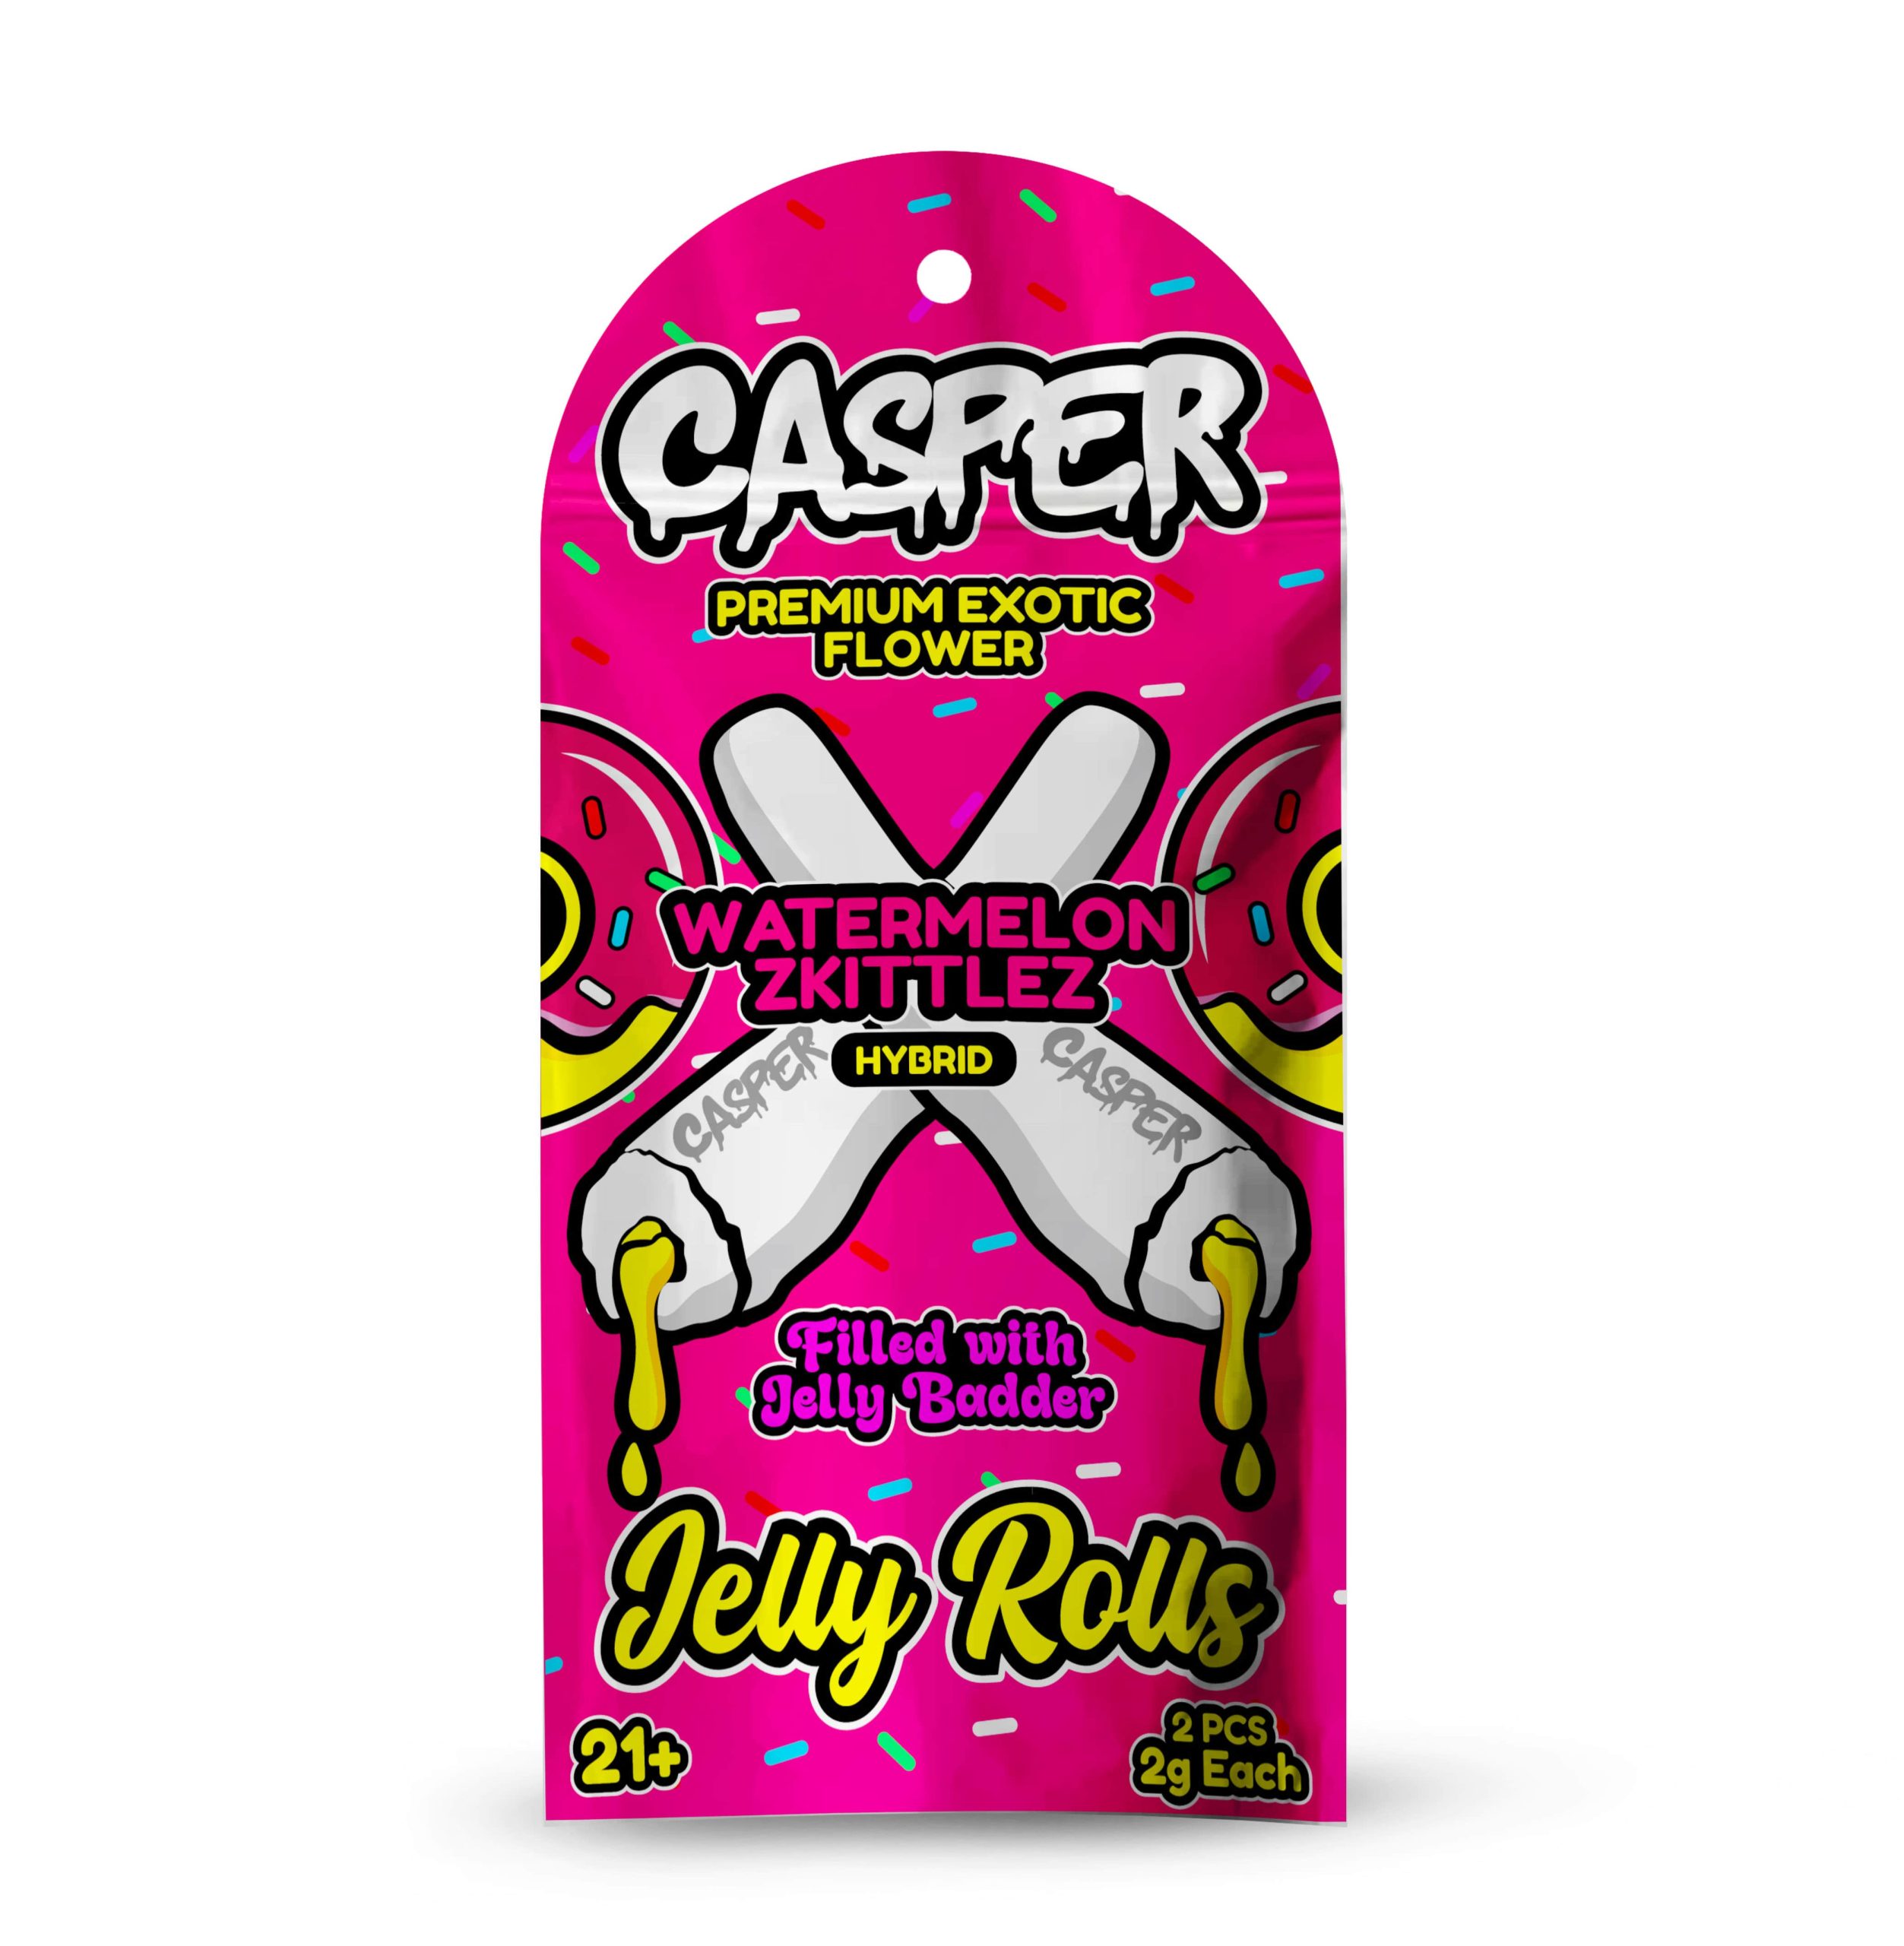 CASPER
PREMIUM EXOTIC
FLOWER
WATERMELON
ZKITTLEZ
HYBRID
CASPER
CASPER
Filled with
Jelly Badder
Jelly Rolls
21+
2 PCS
2g Each